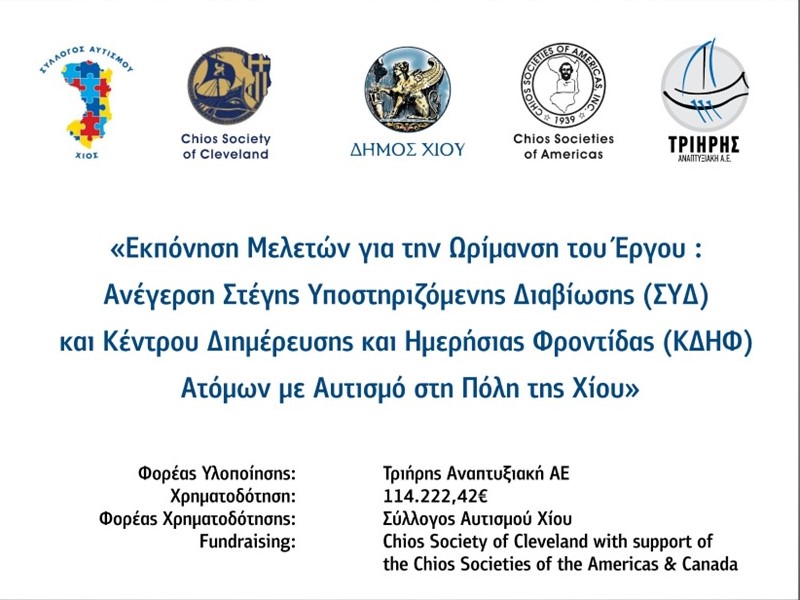 ΣΥΛΛΟΓΟΣ ΑΥΤΙΣΜΟΥ
ΧΙΟΣ
Chios Society
of Cleveland
ΔΗΜΟΣ ΧΙΟΥ
CHIOS SOCIETIES OF AMERICAS, INC.
1939
Chios Societies
of Americas
ΤΡΙΗΡΗΣ
ΑΝΑΠΤΥΞΙΑΚΗ Α.Ε.
«Εκπόνηση Μελετών για την Ωρίμανση του Έργου :
Ανέγερση Στέγης Υποστηριζόμενης Διαβίωσης (ΣΥΔ)
και Κέντρου Διημέρευσης και Ημερήσιας Φροντίδας (ΚΔΗΦ)
Ατόμων με Αυτισμό στη Πόλη της Χίου»
Φορέας Υλοποίησης: Τριήρης Αναπτυξιακή ΑΕ
Χρηματοδότηση: 114.222,42€
Φορέας Χρηματοδότησης: Σύλλογος Αυτισμού Χίου
Fundraising: Chios Society of Cleveland with support of
the Chios Societies of the Americas & Canada